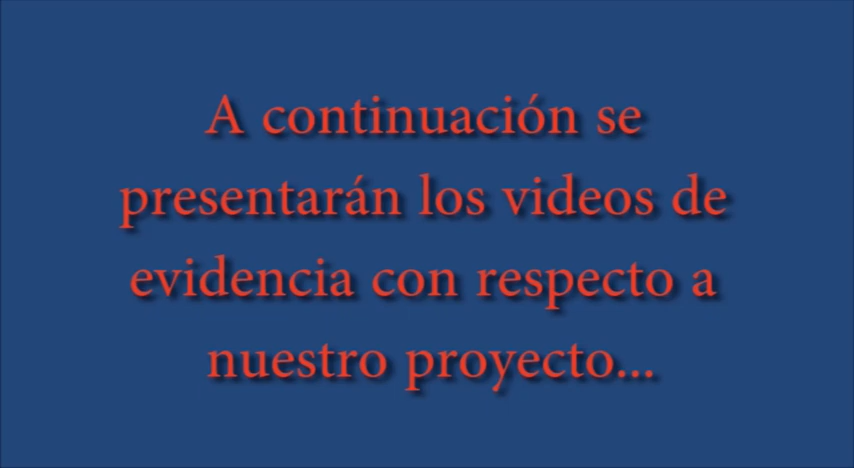 A continuación se
presentarán los videos de
evidencia con respecto a
nuestro proyecto...